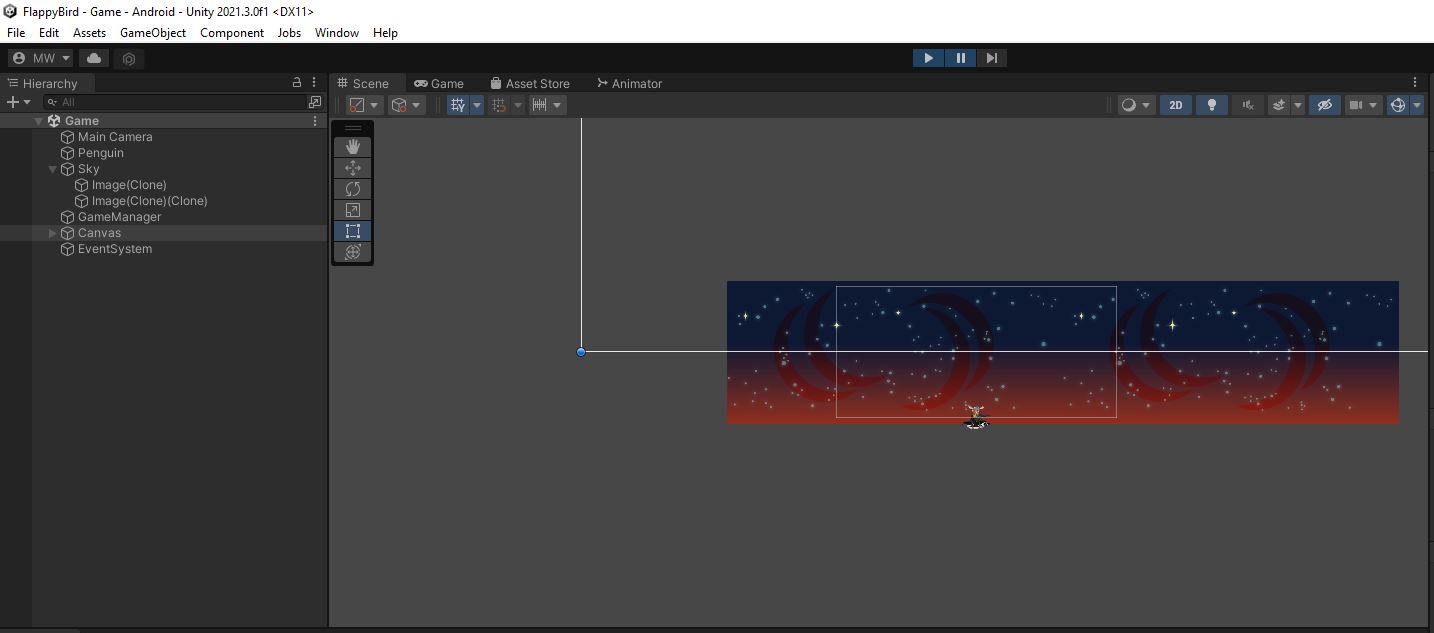 FlappyBird - Game - Android - Unity 2021.3.0f1 <DX11>
File Edit Assets GameObject Component Jobs Window Help
MW
Hierarchy
Scene Game Asset Store Animator
All
2D
Game
Main Camera
Penguin
Sky
Image(Clone)
Image(Clone)(Clone)
GameManager
Canvas
EventSystem